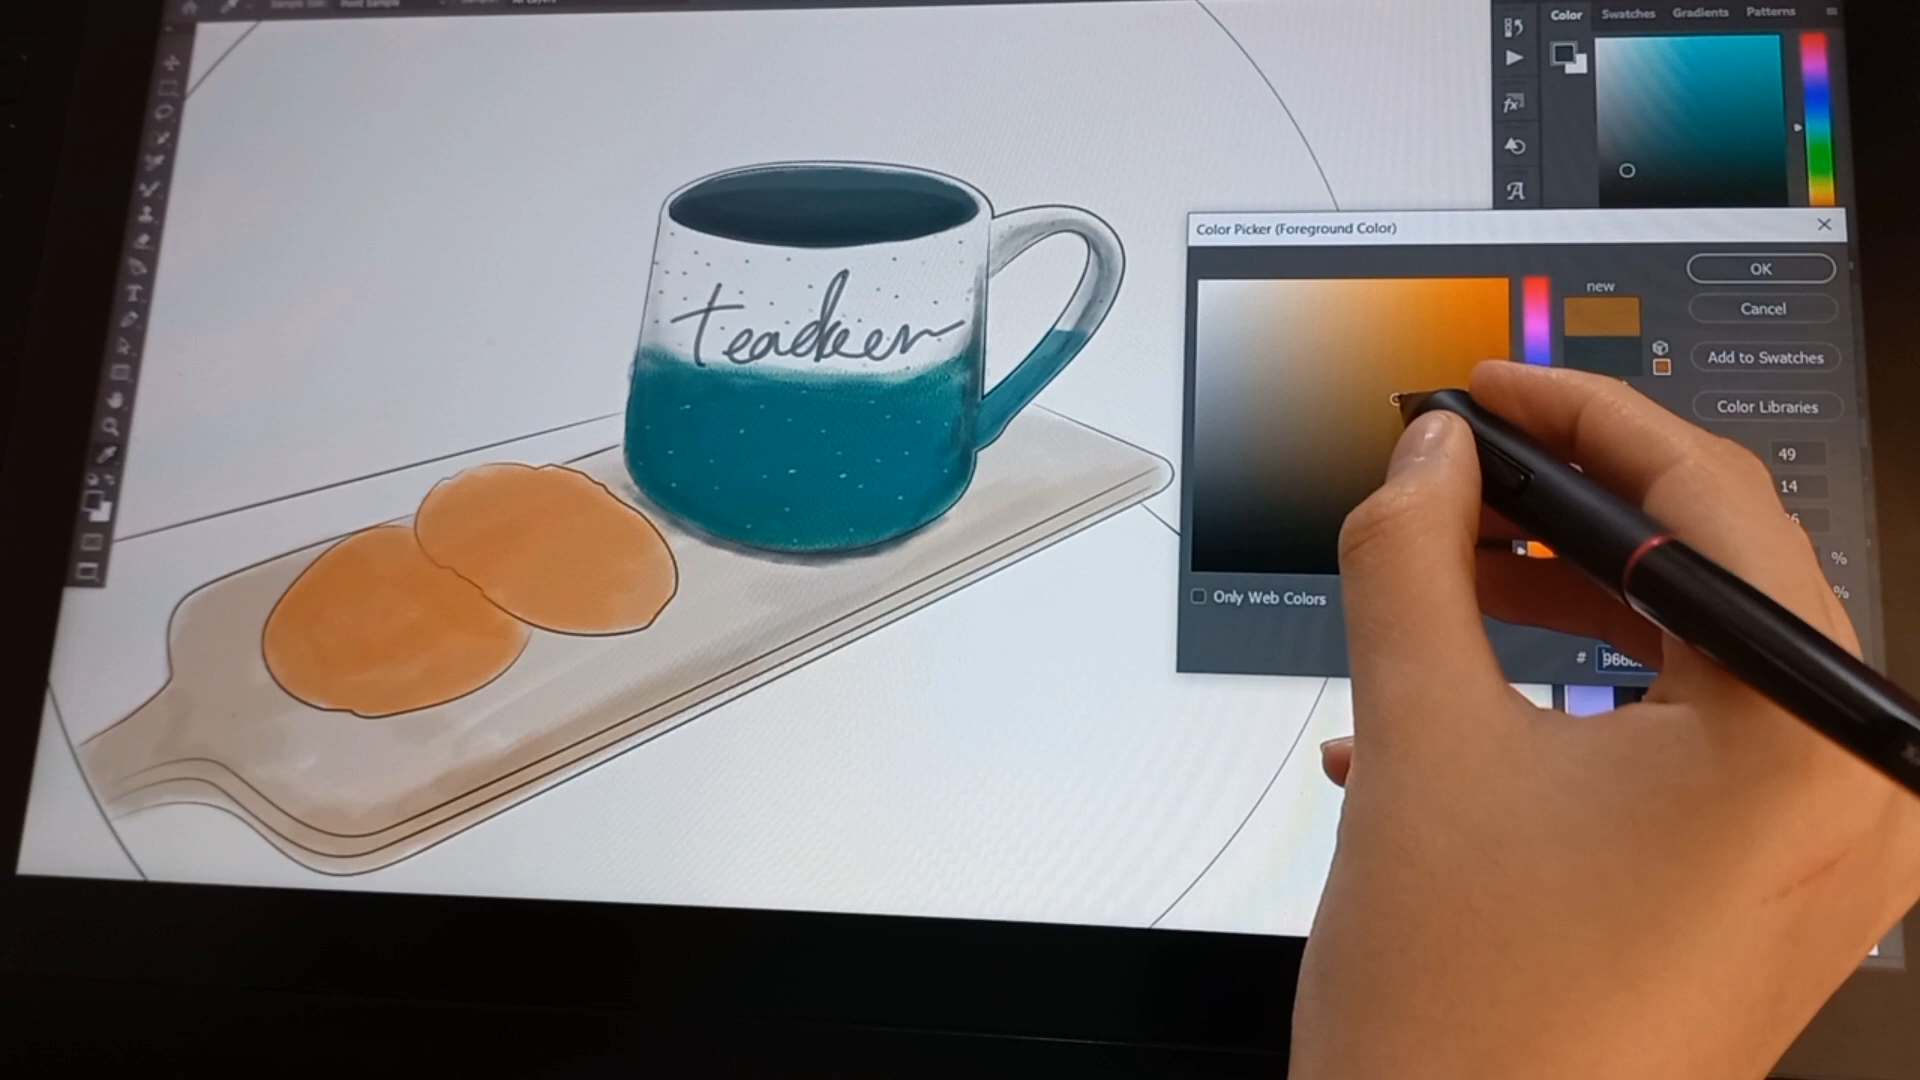 Color Swatches Gradients Patterns
Color Picker (Foreground Color)
OK
new
Cancel
Add to Swatches
Color Libraries
49
14
%
%
Only Web Colors
#
T
A
fx